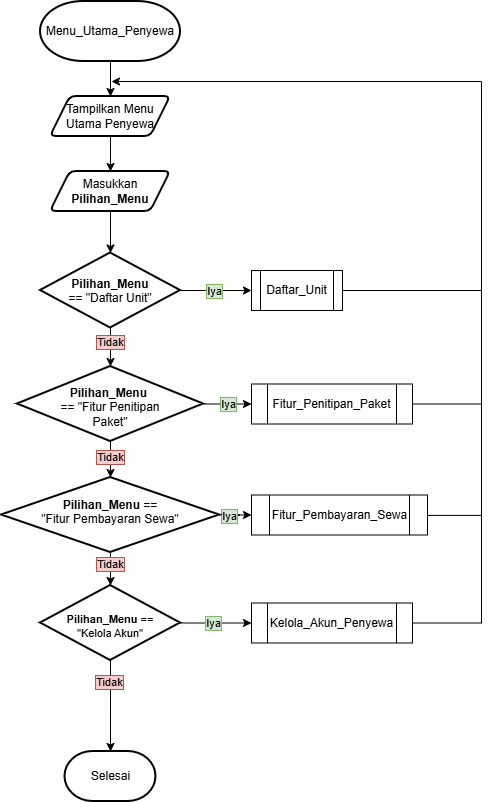 Menu_Utama_Penyewa
Tampilkan Menu
Utama Penyewa
Masukkan
Pilihan_Menu
Pilihan_Menu
== "Daftar Unit"
Iya
Daftar_Unit
Tidak
Pilihan_Menu
== "Fitur Penitipan
Paket"
Iya
Fitur_Penitipan_Paket
Tidak
Pilihan_Menu ==
"Fitur Pembayaran Sewa"
Iya
Fitur_Pembayaran_Sewa
Tidak
Pilihan_Menu ==
"Kelola Akun"
Iya
Kelola_Akun_Penyewa
Tidak
Selesai